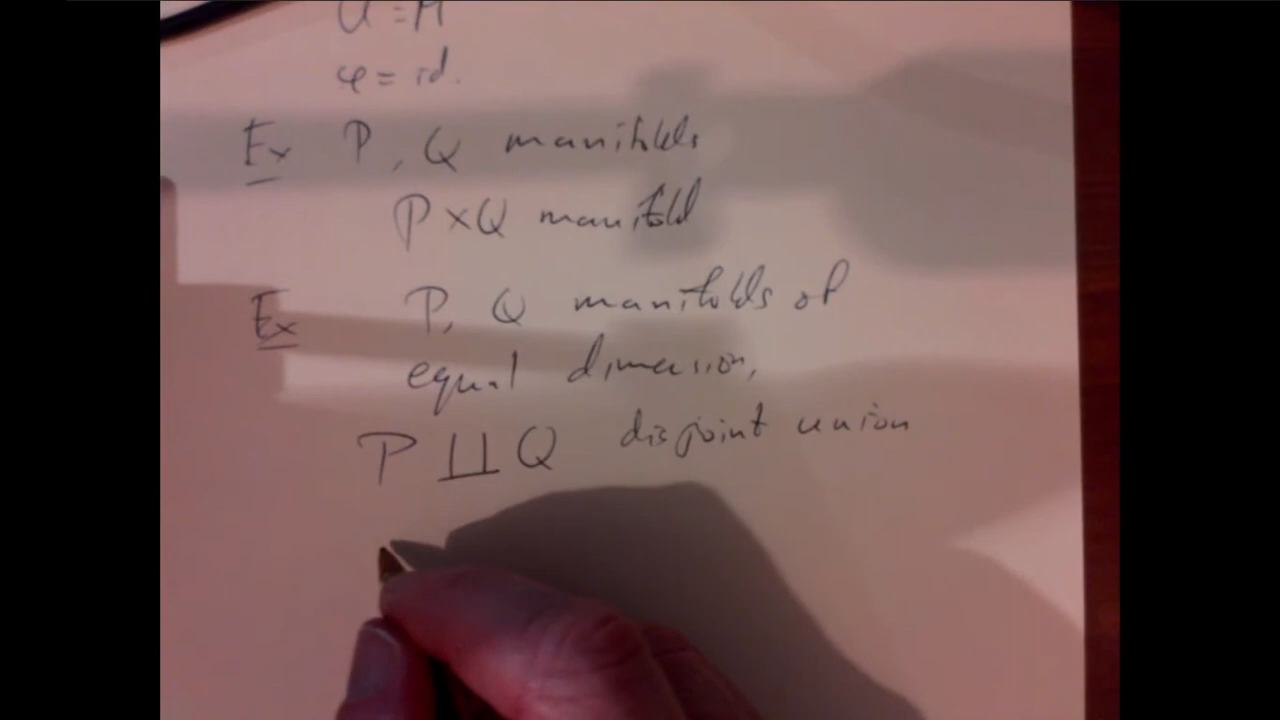 U = M
φ = id.
Ex P, Q manifolds
P × Q manifold
Ex P, Q manifolds of
equal dimension,
P ⨿ Q disjoint union